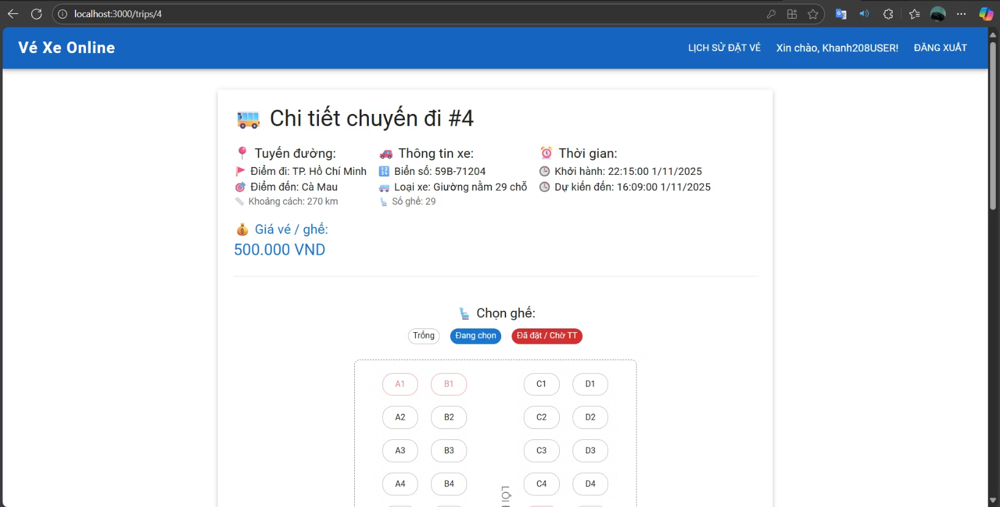 localhost:3000/trips/4
Vé Xe Online
LỊCH SỬ ĐẶT VÉ
Xin chào, Khanh208USER!
ĐĂNG XUẤT
Chi tiết chuyến đi #4
Tuyến đường:
Điểm đi: TP. Hồ Chí Minh
Điểm đến: Cà Mau
Khoảng cách: 270 km
Thông tin xe:
Biển số: 59B-71204
Loại xe: Giường nằm 29 chỗ
Số ghế: 29
Thời gian:
Khởi hành: 22:15:00 1/11/2025
Dự kiến đến: 16:09:00 1/11/2025
Giá vé / ghế:
500.000 VND
Chọn ghế:
Trống
Đang chọn
Đã đặt / Chờ TT
A1 B1 C1 D1
A2 B2 C2 D2
A3 B3 C3 D3
A4 B4 C4 D4